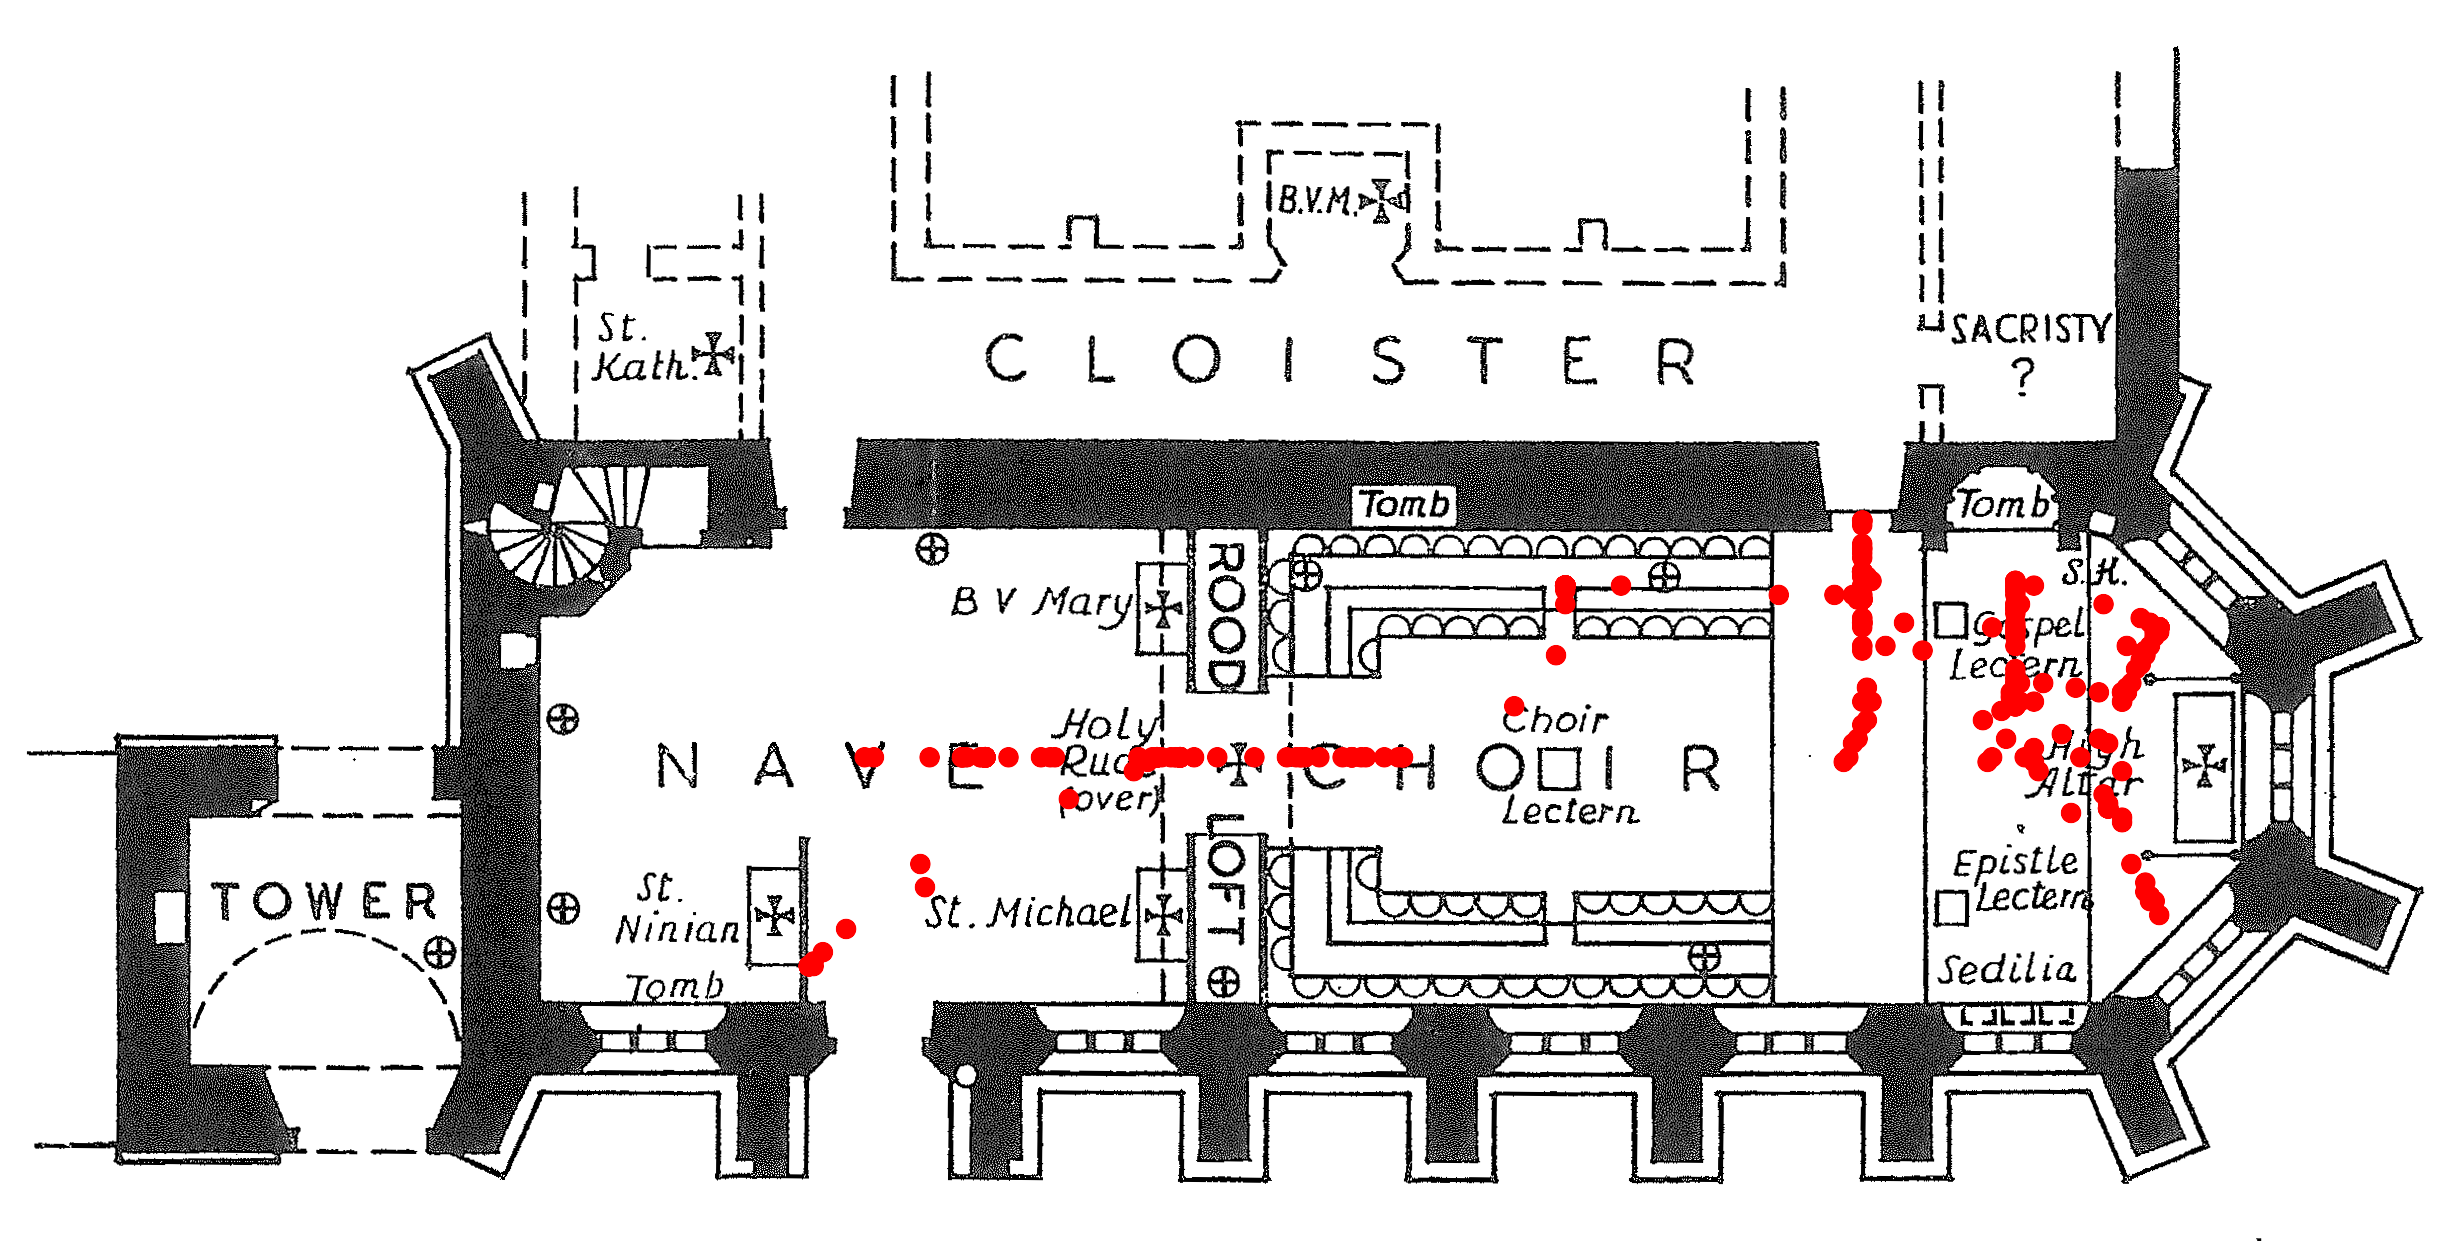 B.V.M.
St.
Kath.
CLOISTER
SACRISTY
?
Tomb
Tomb
S.H.
ROOD
B V Mary
Gospel
Lectern
Holy
Rude
(over)
Choir
NAVE
CHOIR
Lectern
High
Altar
LOFT
St.
Ninian
St. Michael
Epistle
Lectern
TOWER
Tomb
Sedilia